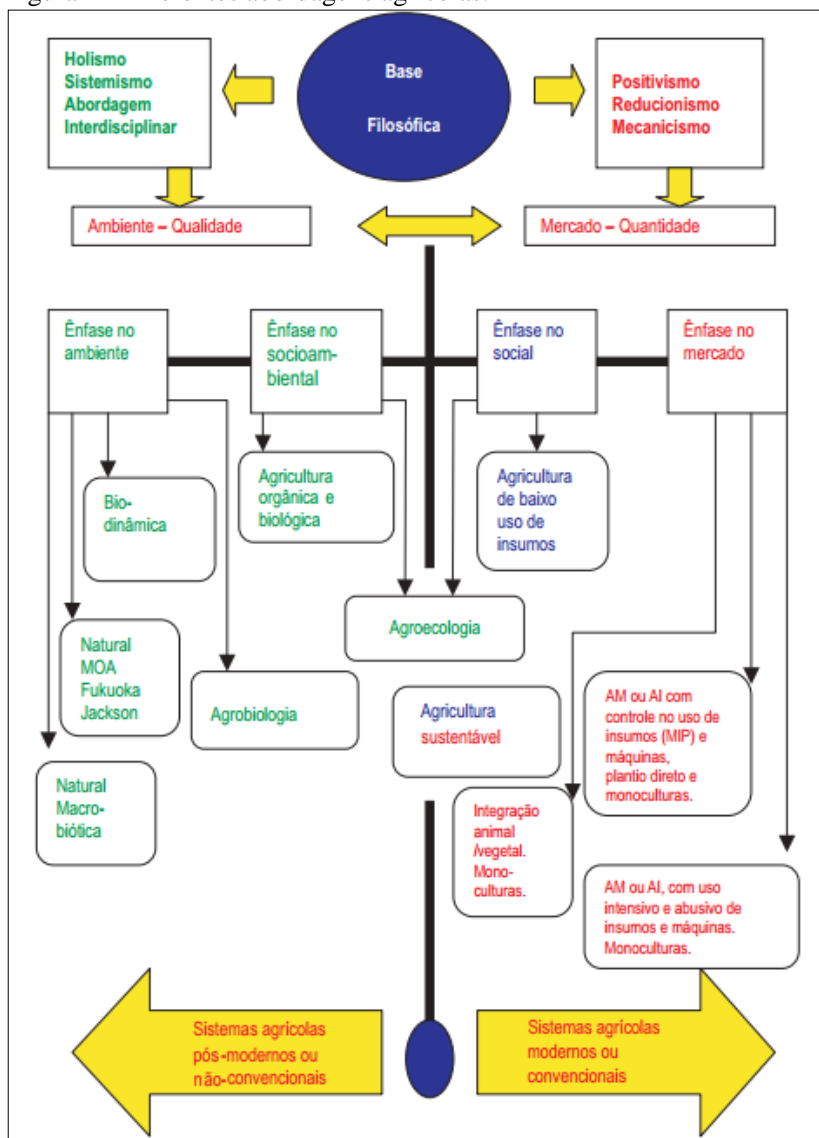 Base
Filosófica
Holismo
Sistemismo
Abordagem
Interdisciplinar
Positivismo
Reducionismo
Mecanicismo
Ambiente – Qualidade
Mercado – Quantidade
Ênfase no
ambiente
Ênfase no
socioam-
biental
Ênfase no
social
Ênfase no
mercado
Bio-
dinâmica
Agricultura
orgânica e
biológica
Agricultura
de baixo
uso de
insumos
Natural
MOA
Fukuoka
Jackson
Agrobiologia
Agroecologia
Agricultura
sustentável
AM ou AI com
controle no uso de
insumos (MIP) e
máquinas,
plantio direto e
monoculturas.
Natural
Macro-
biótica
Integração
animal
/vegetal.
Mono-
culturas.
AM ou AI, com uso
intensivo e abusivo de
insumos e máquinas.
Monoculturas.
Sistemas agrícolas
pós-modernos ou
não-convencionais
Sistemas agrícolas
modernos ou
convencionais